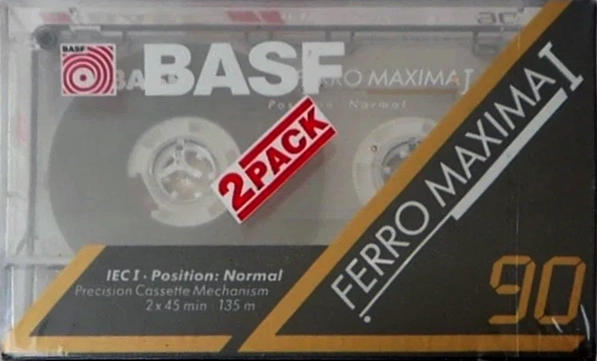 BASF
BASF
FERRO MAXIMA I
Position Normal
2PACK
FERRO MAXIMA I
IEC I · Position: Normal
Precision Cassette Mechanism
2 x 45 min 135 m
90